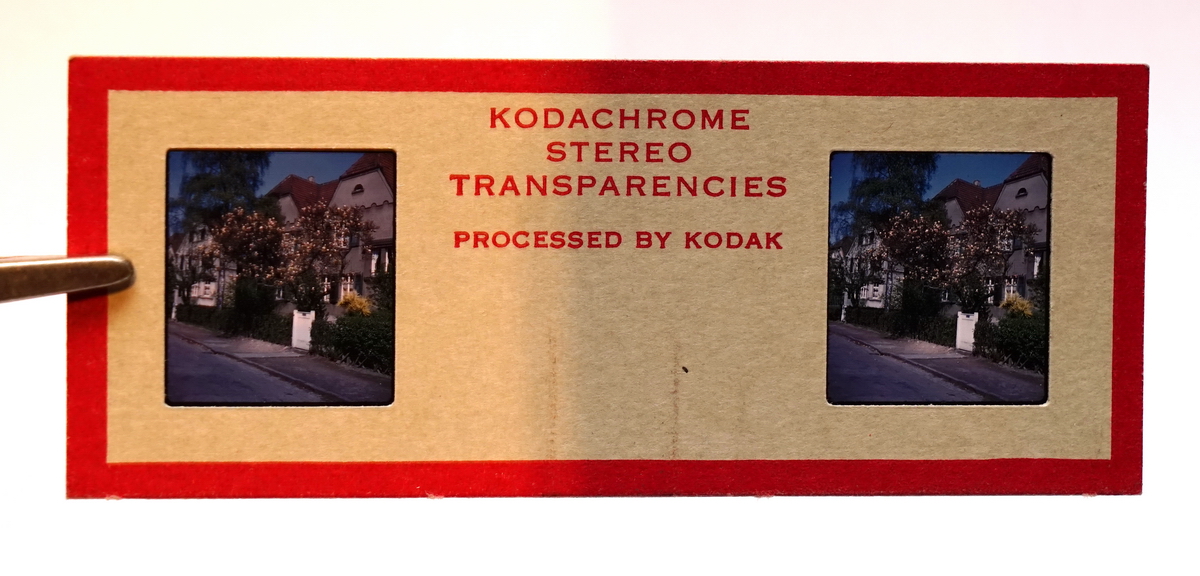 KODACHROME
STEREO
TRANSPARENCIES
PROCESSED BY KODAK